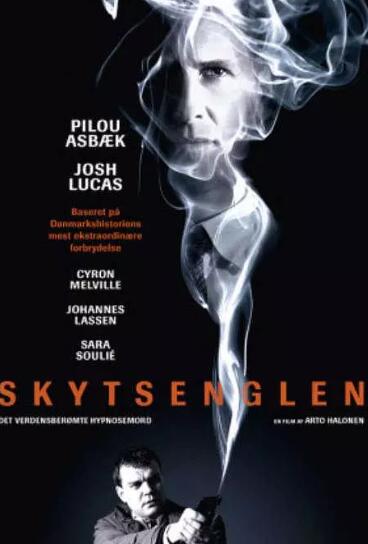 PILOU
ASBÆK
JOSH
LUCAS
Baseret på
Danmarkshistoriens
mest ekstraordinære
forbrydelse
CYRON
MELVILLE
JOHANNES
LASSEN
SARA
SOULIÉ
SKYTSENGLEN
DET VERDENSBERØMTE HYPNOSEMORD
EN FILM AF ARTO HALONEN